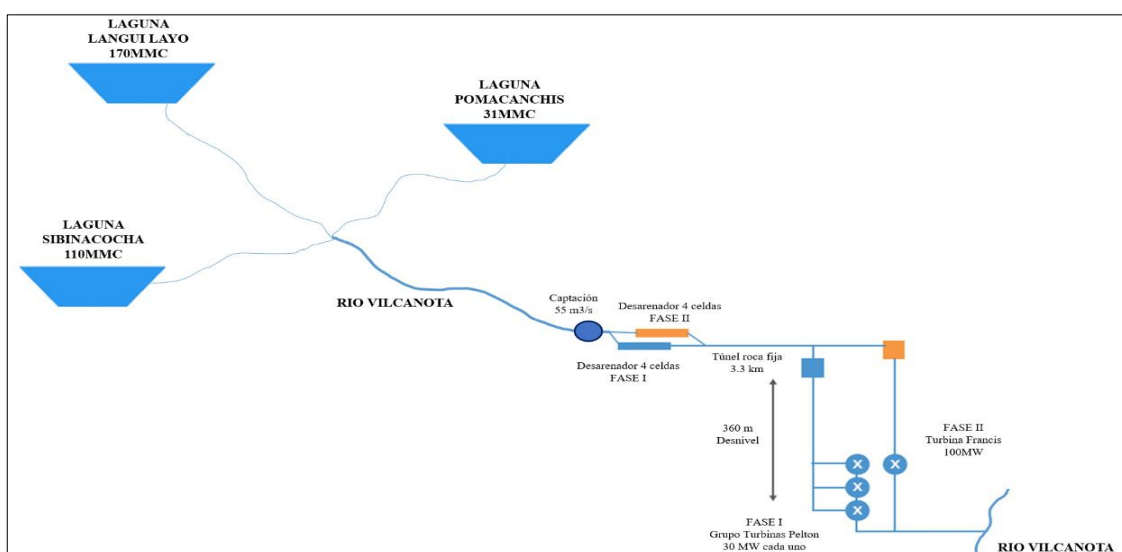 LAGUNA
LANGUI LAYO
170MMC
LAGUNA
POMACANCHIS
31MMC
LAGUNA
SIBINACOCHA
110MMC
RIO VILCANOTA
Captación
55 m3/s
Desarenador 4 celdas
FASE II
Desarenador 4 celdas
FASE I
Túnel roca fija
3.3 km
360 m
Desnivel
FASE II
Turbina Francis
100MW
X
X
X
X
FASE I
Grupo Turbinas Pelton
30 MW cada uno
RIO VILCANOTA